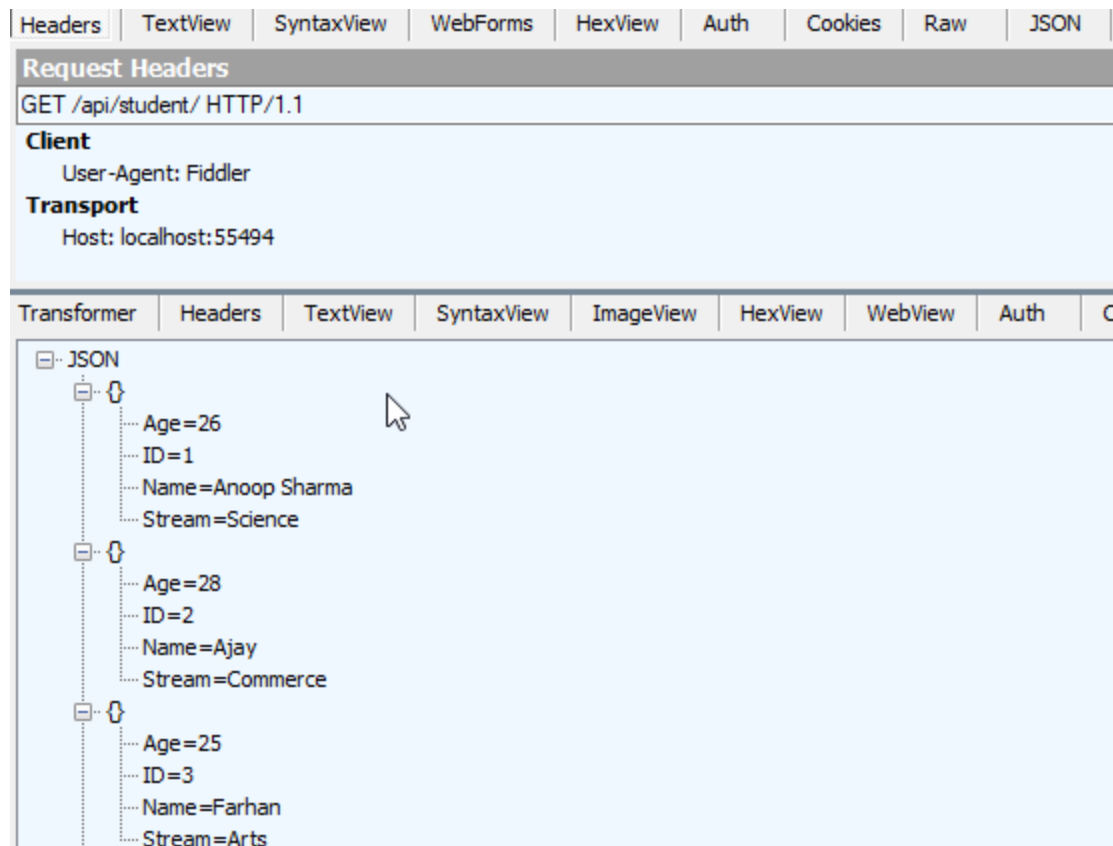 Headers TextView SyntaxView WebForms HexView Auth Cookies Raw JSON
Request Headers
GET /api/student/ HTTP/1.1
Client
User-Agent: Fiddler
Transport
Host: localhost:55494
Transformer Headers TextView SyntaxView ImageView HexView WebView Auth
JSON
{}
Age=26
ID=1
Name=Anoop Sharma
Stream=Science
{}
Age=28
ID=2
Name=Ajay
Stream=Commerce
{}
Age=25
ID=3
Name=Farhan
Stream=Arts